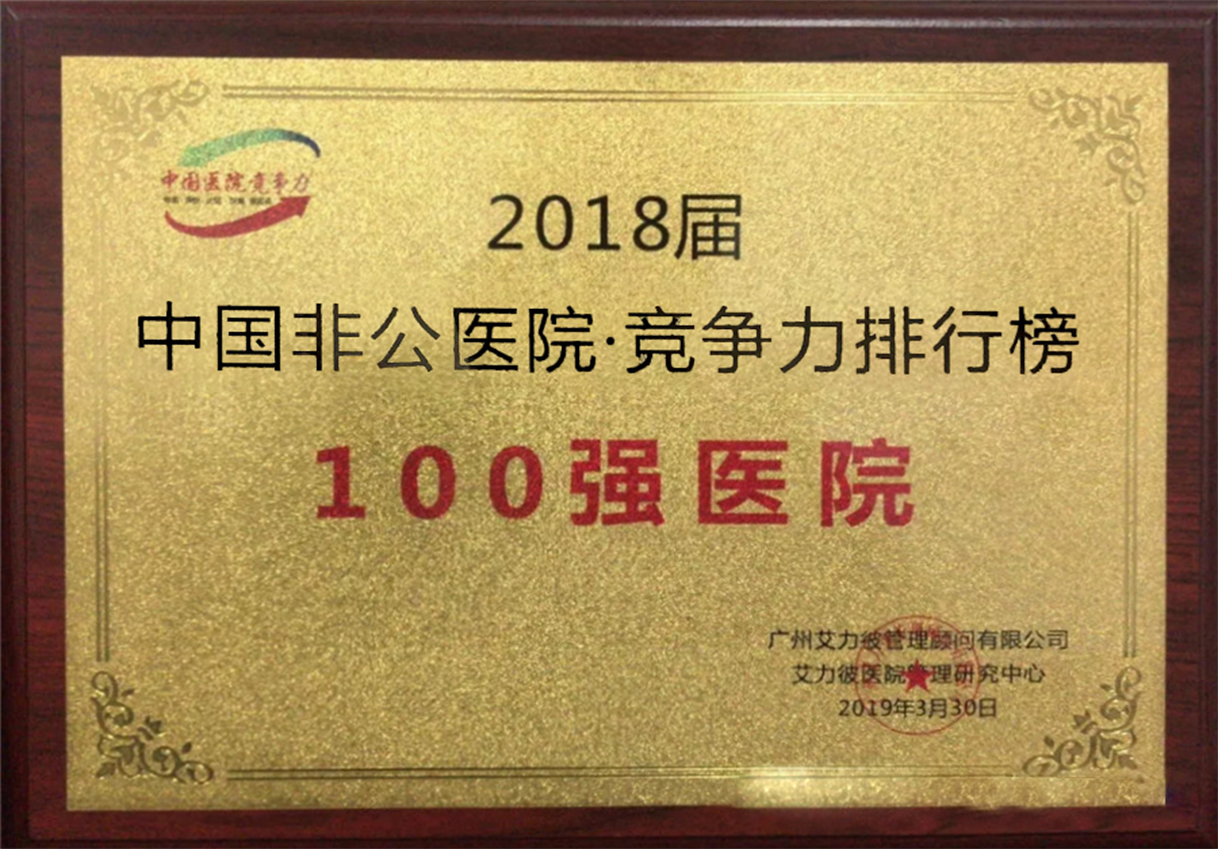 中国医院竞争力
2018届
中国非公医院·竞争力排行榜
100强医院
广州艾力彼管理顾问有限公司
艾力彼医院管理研究中心
2019年3月30日